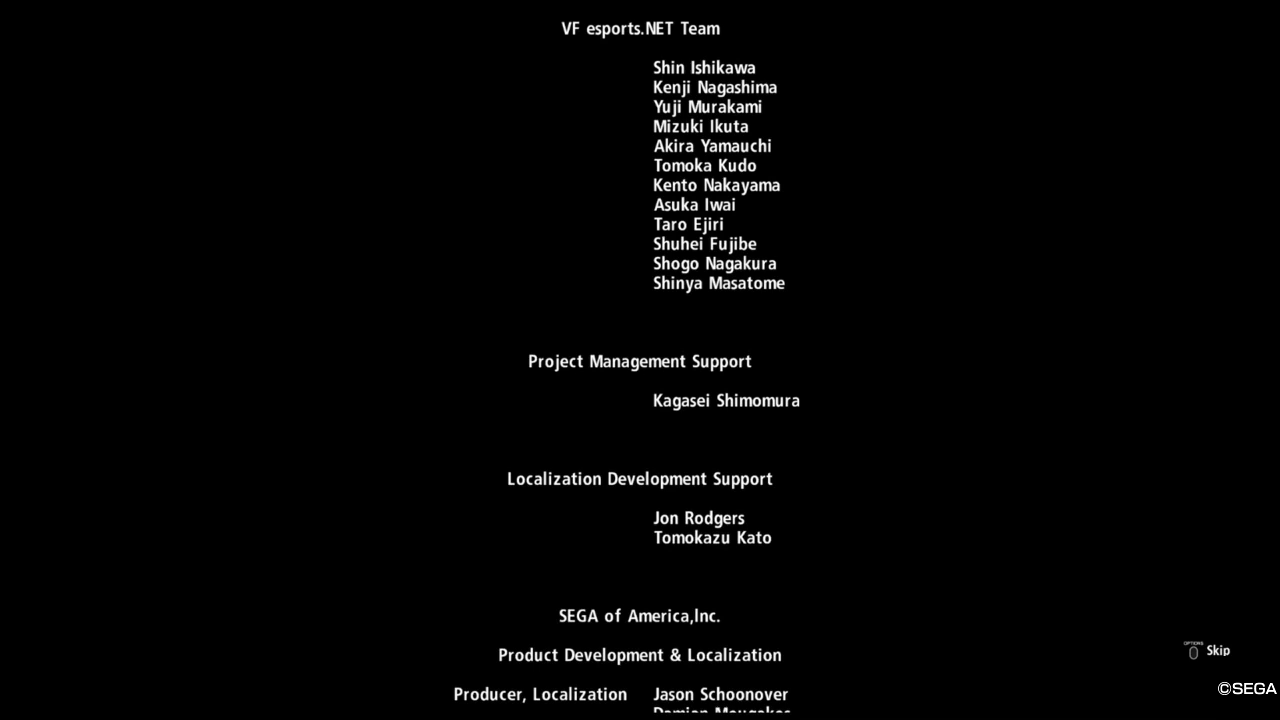 VF esports.NET Team
Shin Ishikawa
Kenji Nagashima
Yuji Murakami
Mizuki Ikuta
Akira Yamauchi
Tomoka Kudo
Kento Nakayama
Asuka Iwai
Taro Ejiri
Shuhei Fujibe
Shogo Nagakura
Shinya Masatome
Project Management Support
Kagasei Shimomura
Localization Development Support
Jon Rodgers
Tomokazu Kato
SEGA of America,Inc.
Product Development & Localization
OPTIONS
Skip
©SEGA
Producer, Localization Jason Schoonover